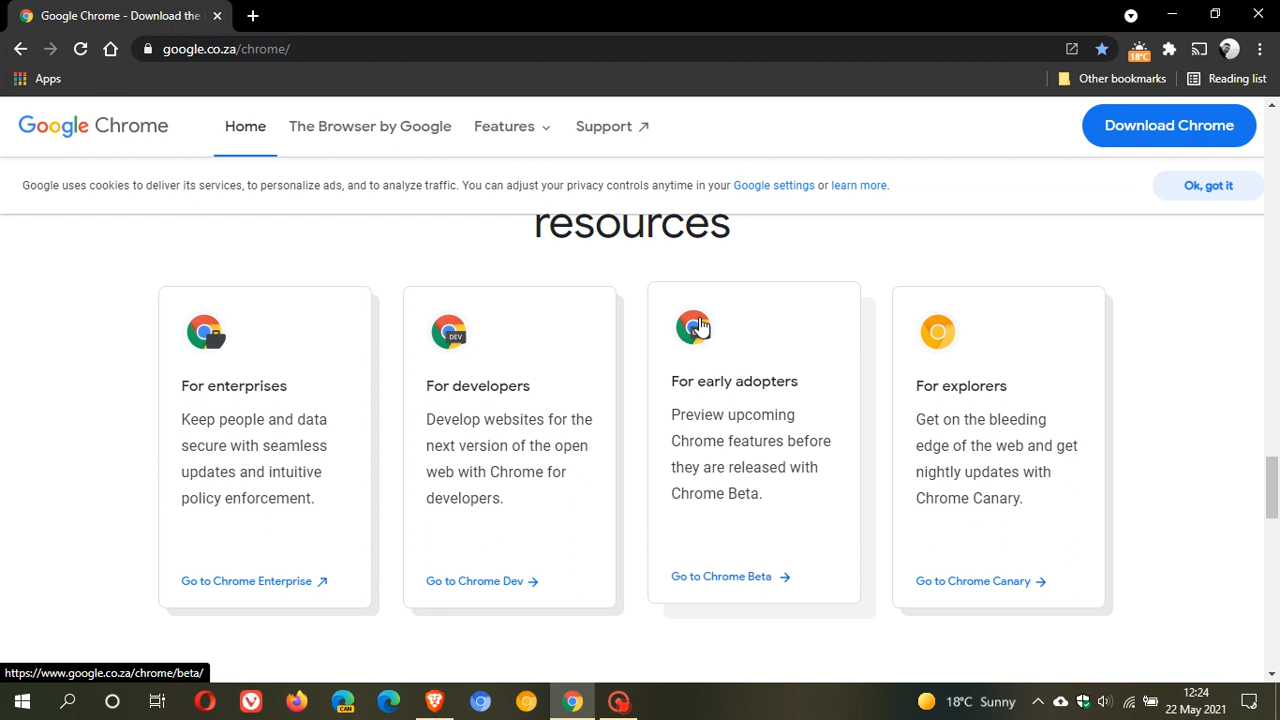 Google Chrome - Download the
google.co.za/chrome/
18°C
Apps
Other bookmarks
Reading list
Google Chrome
Home
The Browser by Google
Features
Support
Download Chrome
Google uses cookies to deliver its services, to personalize ads, and to analyze traffic. You can adjust your privacy controls anytime in your Google settings or learn more.
Ok, got it
resources
DEV
For enterprises
Keep people and data
secure with seamless
updates and intuitive
policy enforcement.
Go to Chrome Enterprise
For developers
Develop websites for the
next version of the open
web with Chrome for
developers.
Go to Chrome Dev
For early adopters
Preview upcoming
Chrome features before
they are released with
Chrome Beta.
Go to Chrome Beta
For explorers
Get on the bleeding
edge of the web and get
nightly updates with
Chrome Canary.
Go to Chrome Canary
https://www.google.co.za/chrome/beta/
CAN
18°C Sunny
12:24
22 May 2021